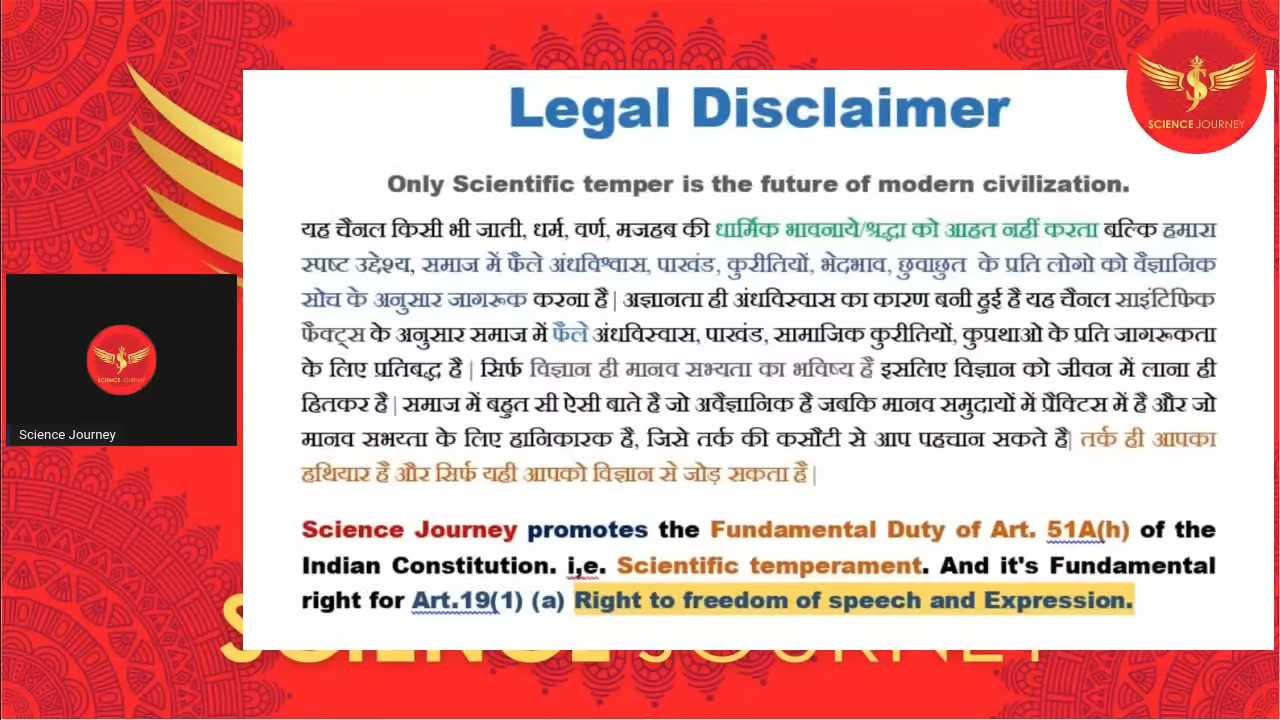 Legal Disclaimer
SCIENCE JOURNEY
Only Scientific temper is the future of modern civilization.
यह चैनल किसी भी जाती, धर्म, वर्ण, मजहब की धार्मिक भावनाये/श्रद्धा को आहत नहीं करता बल्कि हमारा
स्पष्ट उद्देश्य, समाज में फैले अंधविश्वास, पाखंड, कुरीतियों, भेदभाव, छुवाछुत के प्रति लोगो को वैज्ञानिक
सोच के अनुसार जागरूक करना है| अज्ञानता ही अंधविस्वास का कारण बनी हुई है यह चैनल साइंटिफिक
फैक्ट्स के अनुसार समाज में फैले अंधविस्वास, पाखंड, सामाजिक कुरीतियों, कुप्रथाओ के प्रति जागरूकता
के लिए प्रतिबद्ध है | सिर्फ विज्ञान ही मानव सभ्यता का भविष्य है इसलिए विज्ञान को जीवन में लाना ही
हितकर है| समाज में बहुत सी ऐसी बाते है जो अवैज्ञानिक है जबकि मानव समुदायों में प्रैक्टिस में है और जो
मानव सभय्ता के लिए हानिकारक है, जिसे तर्क की कसौटी से आप पहचान सकते है| तर्क ही आपका
हथियार है और सिर्फ यही आपको विज्ञान से जोड़ सकता है|
Science Journey promotes the Fundamental Duty of Art. 51A(h) of the
Indian Constitution. i,e. Scientific temperament. And it's Fundamental
right for Art.19(1) (a) Right to freedom of speech and Expression.
SCIENCE JOURNEY
Science Journey
SCIENCE JOURNEY